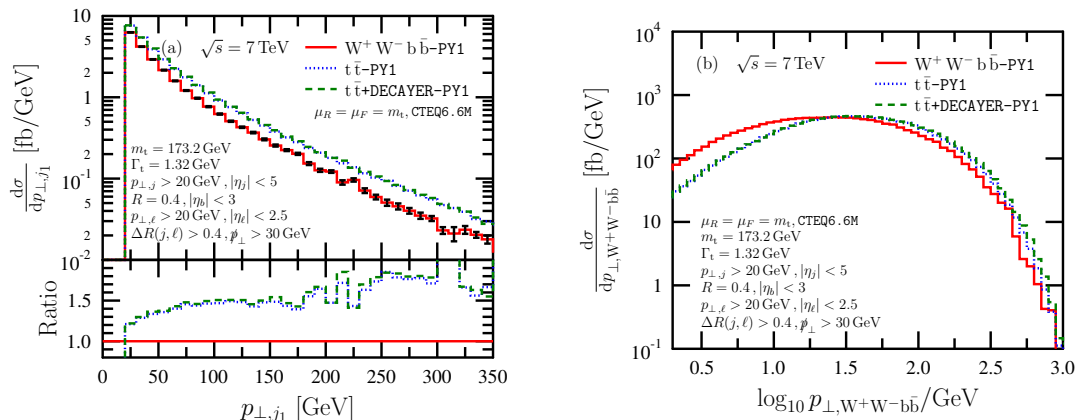 (a) √s = 7 TeV
W⁺ W⁻ b b̄-PY1
tt̄-PY1
tt̄+DECAYER-PY1
μ_R = μ_F = m_t, CTEQ6.6M
m_t = 173.2 GeV
Γ_t = 1.32 GeV
p_⊥,j > 20 GeV , |η_j| < 5
R = 0.4 , |η_b| < 3
p_⊥,ℓ > 20 GeV , |η_ℓ| < 2.5
ΔR(j, ℓ) > 0.4 , p̸_⊥ > 30 GeV
dσ/dp_⊥,j₁ [fb/GeV]
10
5
2
1
5
2
10⁻¹
5
2
10⁻²
Ratio
1.5
1.0
0 50 100 150 200 250 300 350
p_⊥,j₁ [GeV]
(b) √s = 7 TeV
W⁺ W⁻ b b̄-PY1
tt̄-PY1
tt̄+DECAYER-PY1
μ_R = μ_F = m_t, CTEQ6.6M
m_t = 173.2 GeV
Γ_t = 1.32 GeV
p_⊥,j > 20 GeV , |η_j| < 5
R = 0.4 , |η_b| < 3
p_⊥,ℓ > 20 GeV , |η_ℓ| < 2.5
ΔR(j, ℓ) > 0.4 , p̸_⊥ > 30 GeV
dσ/dp_⊥,W⁺W⁻bb̄ [fb/GeV]
10⁴
10³
10²
10
1
10⁻¹
0.5 1.0 1.5 2.0 2.5 3.0
log₁₀ p_⊥,W⁺W⁻bb̄/GeV